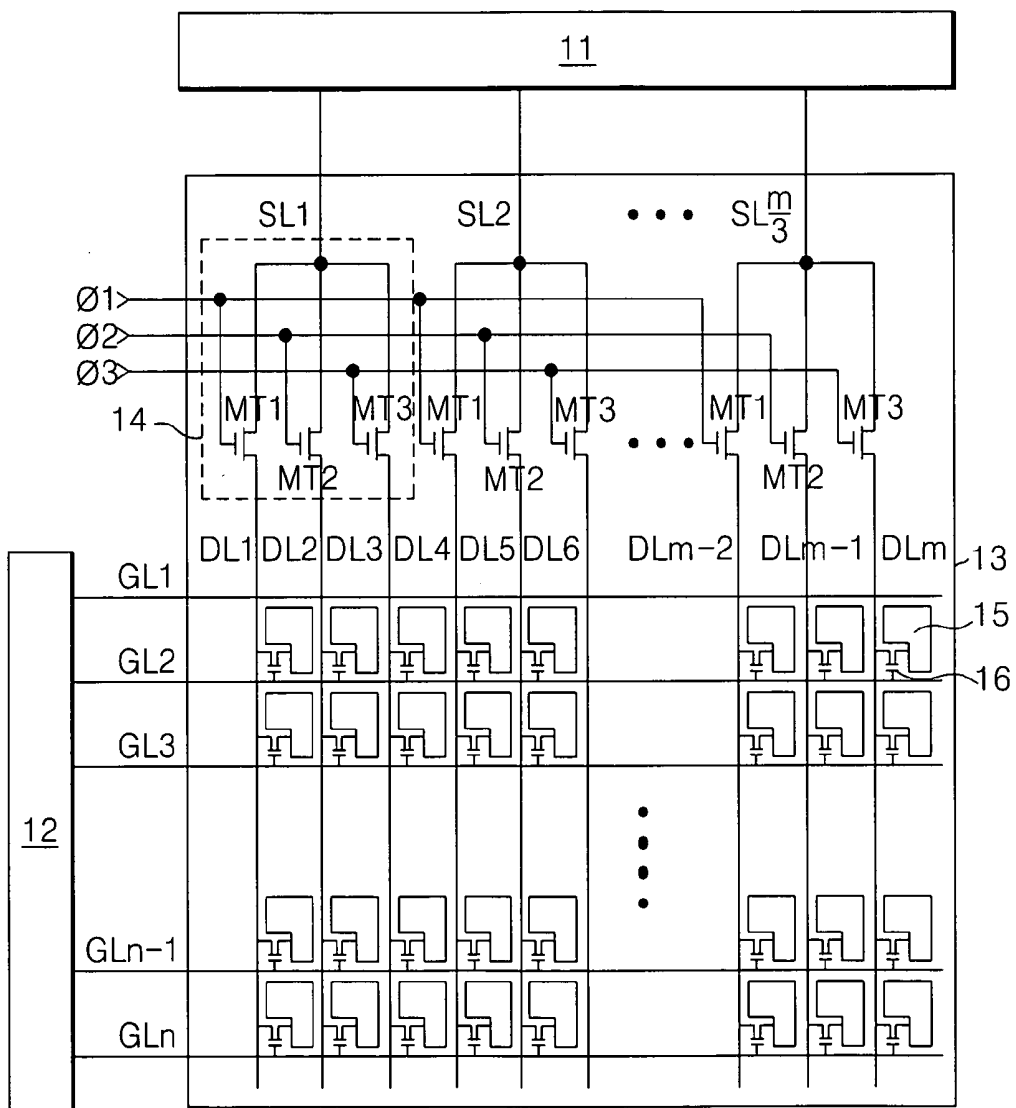 11
SL1 SL2 • • • SLm/3
Ø1
Ø2
Ø3
14 MT1 MT3 MT1 MT3 • • • MT1 MT3
MT2 MT2 MT2
DL1 DL2 DL3 DL4 DL5 DL6 DLm-2 DLm-1 DLm 13
GL1
15
GL2
16
GL3
12
GLn-1
GLn